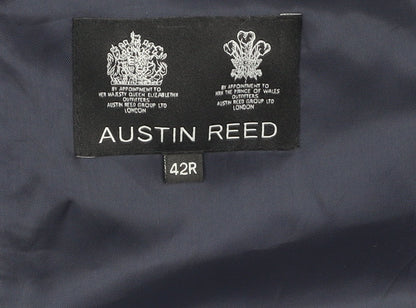 BY APPOINTMENT TO
HER MAJESTY QUEEN ELIZABETH II
OUTFITTERS
AUSTIN REED GROUP LTD
LONDON
BY APPOINTMENT TO
HRH THE PRINCE OF WALES
OUTFITTERS
AUSTIN REED GROUP LTD
LONDON
AUSTIN REED
42R